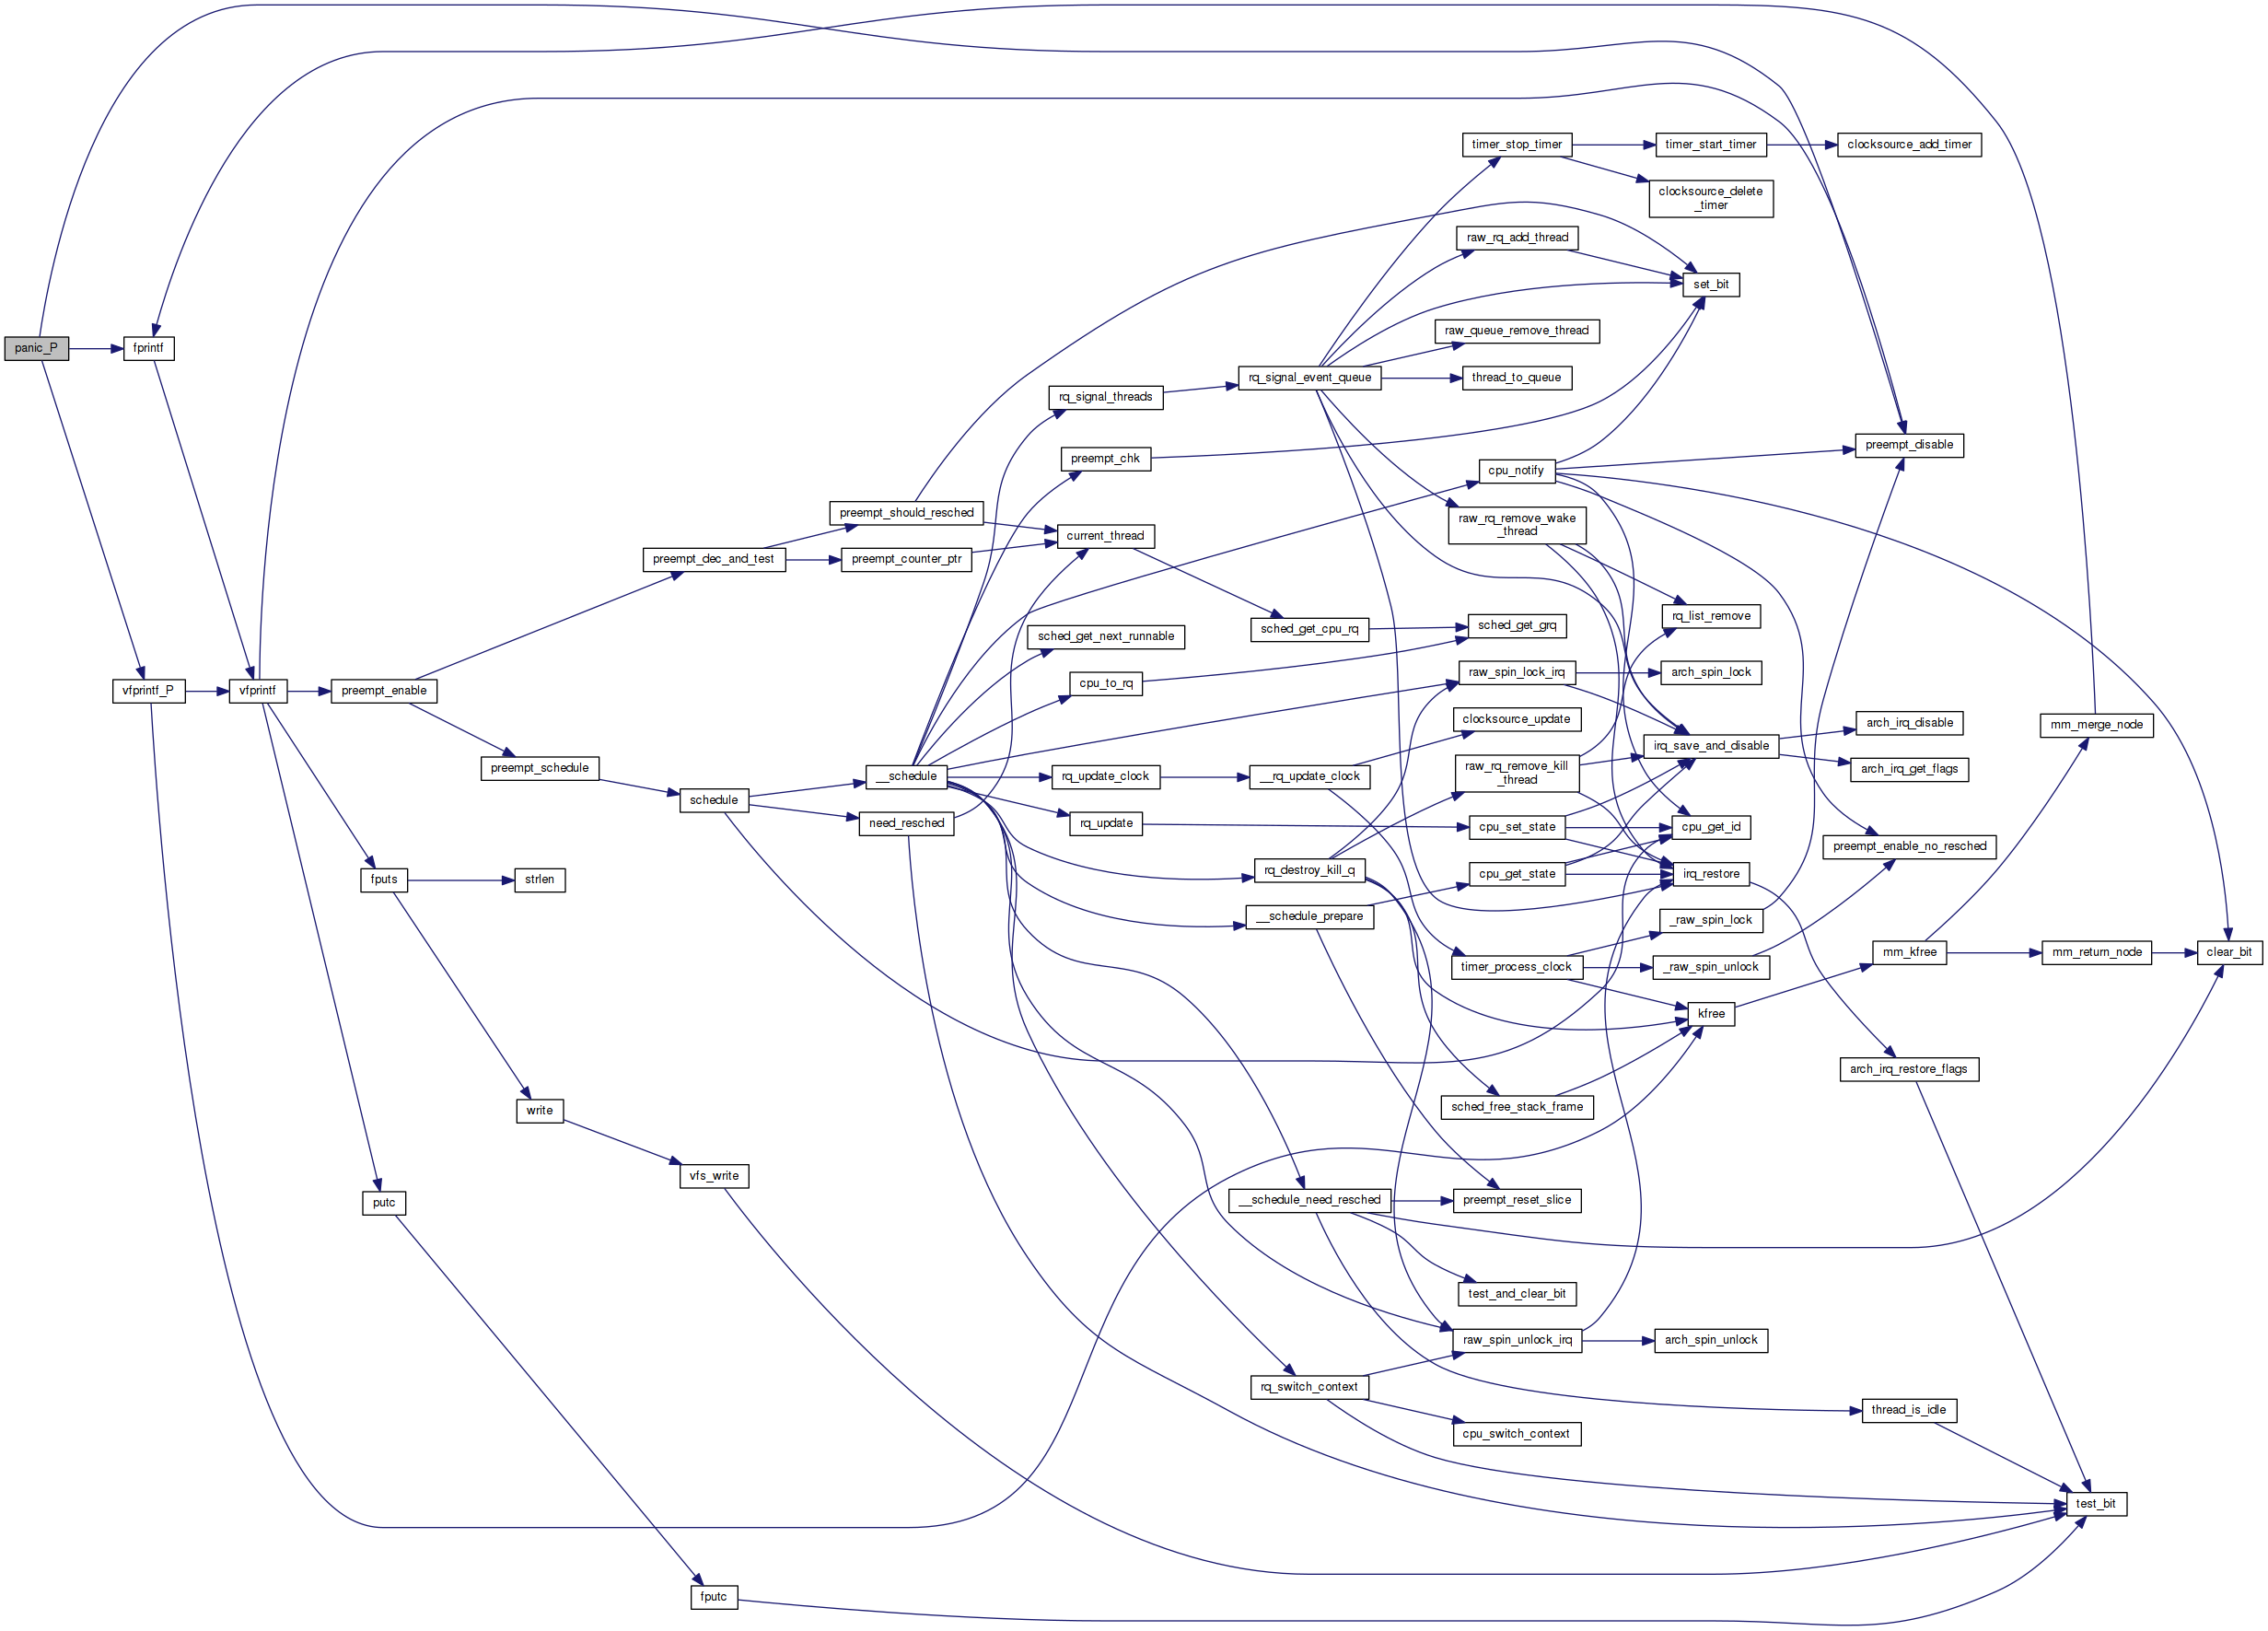 panic_P
fprintf
vfprintf_P
vfprintf
preempt_enable
fputs
putc
strlen
preempt_schedule
write
preempt_dec_and_test
schedule
vfs_write
fputc
preempt_should_resched
preempt_counter_ptr
__schedule
need_resched
rq_signal_threads
preempt_chk
current_thread
sched_get_next_runnable
cpu_to_rq
rq_update_clock
rq_update
rq_signal_event_queue
sched_get_cpu_rq
__rq_update_clock
rq_destroy_kill_q
__schedule_prepare
__schedule_need_resched
rq_switch_context
timer_stop_timer
raw_rq_add_thread
raw_queue_remove_thread
thread_to_queue
cpu_notify
raw_rq_remove_wake
_thread
sched_get_grq
raw_spin_lock_irq
clocksource_update
raw_rq_remove_kill
_thread
cpu_set_state
cpu_get_state
timer_process_clock
sched_free_stack_frame
preempt_reset_slice
test_and_clear_bit
raw_spin_unlock_irq
cpu_switch_context
timer_start_timer
clocksource_delete
_timer
set_bit
rq_list_remove
arch_spin_lock
irq_save_and_disable
cpu_get_id
irq_restore
_raw_spin_lock
_raw_spin_unlock
kfree
arch_spin_unlock
clocksource_add_timer
preempt_disable
arch_irq_disable
arch_irq_get_flags
preempt_enable_no_resched
mm_kfree
arch_irq_restore_flags
thread_is_idle
mm_merge_node
mm_return_node
test_bit
clear_bit